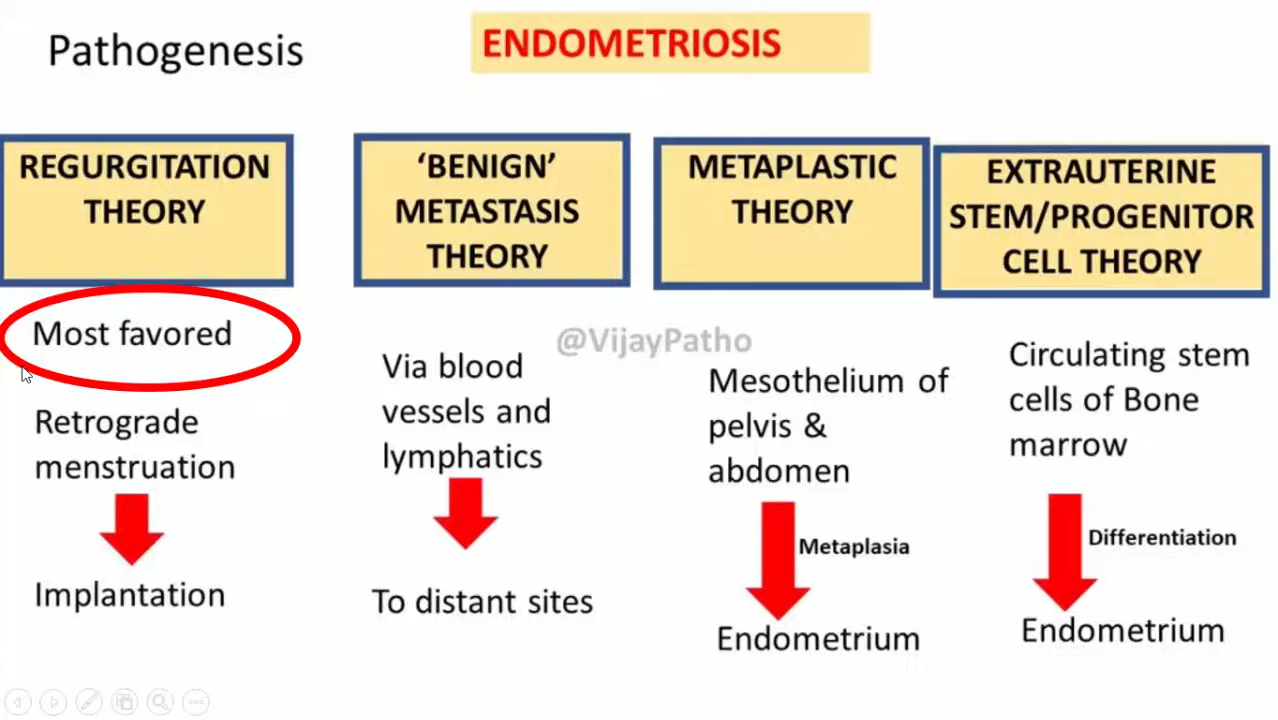 Pathogenesis
ENDOMETRIOSIS
REGURGITATION
THEORY
Most favored
Retrograde
menstruation
Implantation
‘BENIGN’
METASTASIS
THEORY
Via blood
vessels and
lymphatics
To distant sites
METAPLASTIC
THEORY
@VijayPatho
Mesothelium of
pelvis &
abdomen
Metaplasia
Endometrium
EXTRAUTERINE
STEM/PROGENITOR
CELL THEORY
Circulating stem
cells of Bone
marrow
Differentiation
Endometrium